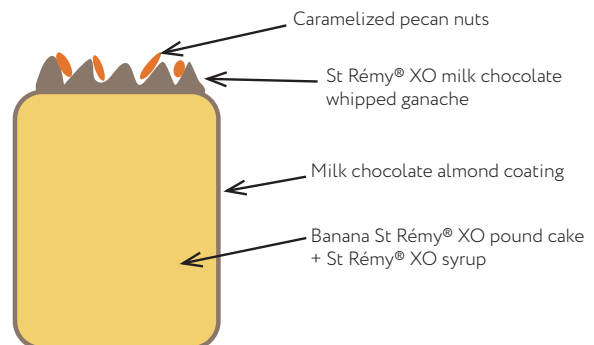 Caramelized pecan nuts
St Rémy® XO milk chocolate
whipped ganache
Milk chocolate almond coating
Banana St Rémy® XO pound cake
+ St Rémy® XO syrup